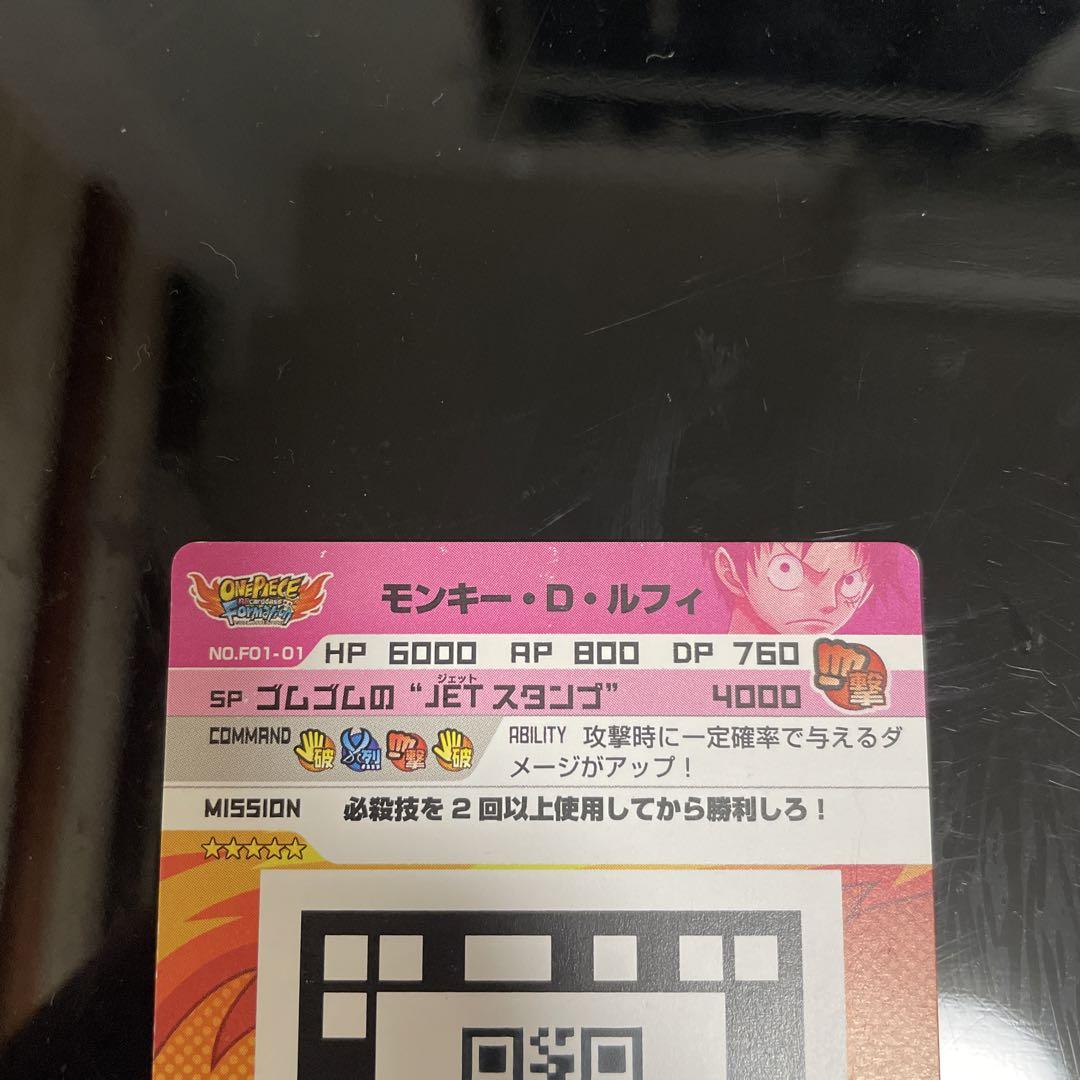 ONE PIECE
ARcarddass
Formation
モンキー・D・ルフィ
NO.F01-01 HP 6000 AP 800 DP 760
撃
ジェット
SP ゴムゴムの “JETスタンプ” 4000
COMMAND 破 烈 撃 破
ABILITY 攻撃時に一定確率で与えるダ
メージがアップ！
MISSION 必殺技を2回以上使用してから勝利しろ！